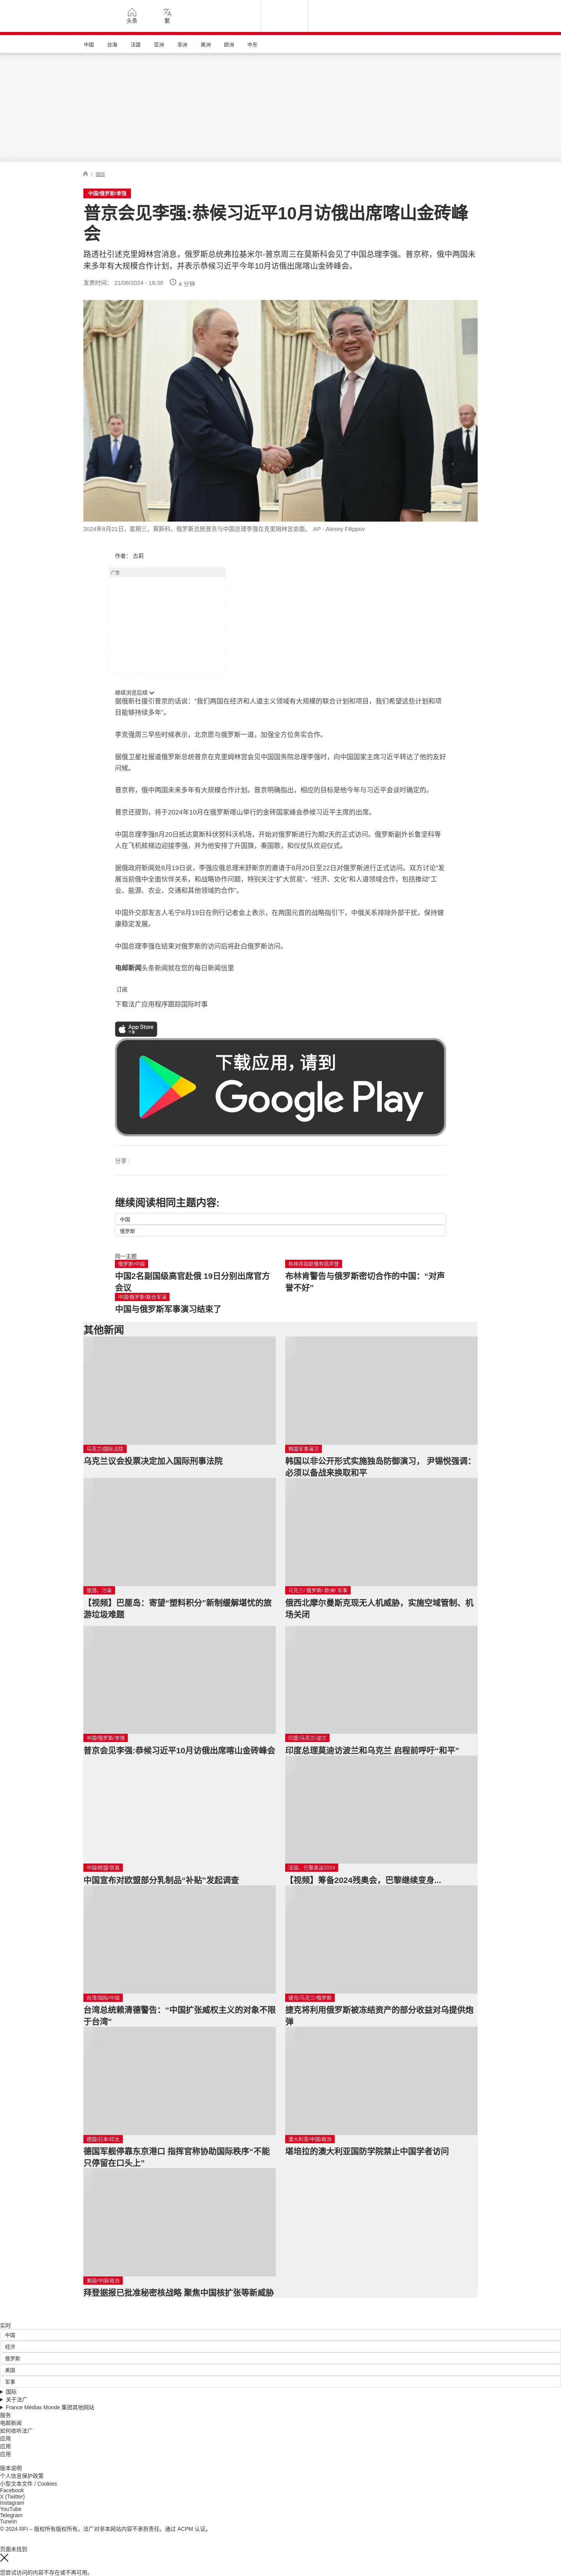 头条
繁
中国
台海
法国
亚洲
非洲
美洲
欧洲
中东
/ 国际
中国/俄罗斯/李强
普京会见李强:恭候习近平10月访俄出席喀山金砖峰
会
路透社引述克里姆林宫消息，俄罗斯总统弗拉基米尔-普京周三在莫斯科会见了中国总理李强。普京称，俄中两国未
来多年有大规模合作计划，并表示恭候习近平今年10月访俄出席喀山金砖峰会。
发表时间： 21/08/2024 - 16:38 4 分钟
2024年8月21日，星期三，莫斯科，俄罗斯总统普京与中国总理李强在克里姆林宫会面。 AP - Alexey Filippov
作者： 古莉
广告
继续浏览后续
据俄新社援引普京的话说：“我们两国在经济和人道主义领域有大规模的联合计划和项目，我们希望这些计划和项
目能够持续多年”。
李克强周三早些时候表示，北京愿与俄罗斯一道，加强全方位务实合作。
据俄卫星社报道俄罗斯总统普京在克里姆林宫会见中国国务院总理李强时，向中国国家主席习近平转达了他的友好
问候。
普京称，俄中两国未来多年有大规模合作计划。普京明确指出，相应的目标是他今年与习近平会谈时确定的。
普京还提到，将于2024年10月在俄罗斯喀山举行的金砖国家峰会恭候习近平主席的出席。
中国总理李强8月20日抵达莫斯科伏努科沃机场，开始对俄罗斯进行为期2天的正式访问。俄罗斯副外长鲁坚科等
人在飞机舷梯边迎接李强，并为他安排了升国旗，奏国歌，和仪仗队欢迎仪式。
据俄政府新闻处8月19日说，李强应俄总理米舒斯京的邀请于8月20日至22日对俄罗斯进行正式访问。双方讨论“发
展当前俄中全面伙伴关系，和战略协作问题，特别关注“扩大贸易”，“经济、文化”和人道领域合作，包括推动“工
业、能源、农业、交通和其他领域的合作”。
中国外交部发言人毛宁8月19日在例行记者会上表示，在两国元首的战略指引下，中俄关系排除外部干扰，保持健
康稳定发展。
中国总理李强在结束对俄罗斯的访问后将赴白俄罗斯访问。
电邮新闻头条新闻就在您的每日新闻信里
订阅
下载法广应用程序跟踪国际时事
App Store
下载
下载应用，请到
Google Play
分享 :
继续阅读相同主题内容:
中国
俄罗斯
同一主题
俄罗斯/中国
中国2名副国级高官赴俄 19日分别出席官方
会议
布林肯指赴俄有损声誉
布林肯警告与俄罗斯密切合作的中国：“对声
誉不好”
中国/俄罗斯/联合军演
中国与俄罗斯军事演习结束了
其他新闻
乌克兰/国际法院
乌克兰议会投票决定加入国际刑事法院
韩国军事演习
韩国以非公开形式实施独岛防御演习， 尹锡悦强调：
必须以备战来换取和平
旅游，污染
【视频】巴厘岛：寄望“塑料积分”新制缓解堪忧的旅
游垃圾难题
乌克兰/ 俄罗斯/ 欧洲/ 军事
俄西北摩尔曼斯克现无人机威胁，实施空域管制、机
场关闭
中国/俄罗斯/李强
普京会见李强:恭候习近平10月访俄出席喀山金砖峰会
印度/乌克兰/波兰
印度总理莫迪访波兰和乌克兰 启程前呼吁“和平”
中国/欧盟/贸易
中国宣布对欧盟部分乳制品“补贴”发起调查
法国、巴黎奥运2024
【视频】筹备2024残奥会，巴黎继续变身...
台湾/国际/中国
台湾总统赖清德警告：“中国扩张威权主义的对象不限
于台湾”
捷克/乌克兰/俄罗斯
捷克将利用俄罗斯被冻结资产的部分收益对乌提供炮
弹
德国/日本/印太
德国军舰停靠东京港口 指挥官称协助国际秩序“不能
只停留在口头上”
澳大利亚/中国/政治
堪培拉的澳大利亚国防学院禁止中国学者访问
美国/中国/政治
拜登据报已批准秘密核战略 聚焦中国核扩张等新威胁
实时
中国
经济
俄罗斯
美国
军事
国际
关于法广
France Médias Monde 集团其他网站
服务
电邮新闻
如何收听法广
应用
应用
应用
版本说明
个人信息保护政策
小型文本文件 / Cookies
Facebook
X (Twitter)
Instagram
YouTube
Telegram
TuneIn
© 2024 RFI – 版权所有版权所有。法广对非本网站内容不承担责任。通过 ACPM 认证。
页面未找到
您尝试访问的内容不存在或不再可用。